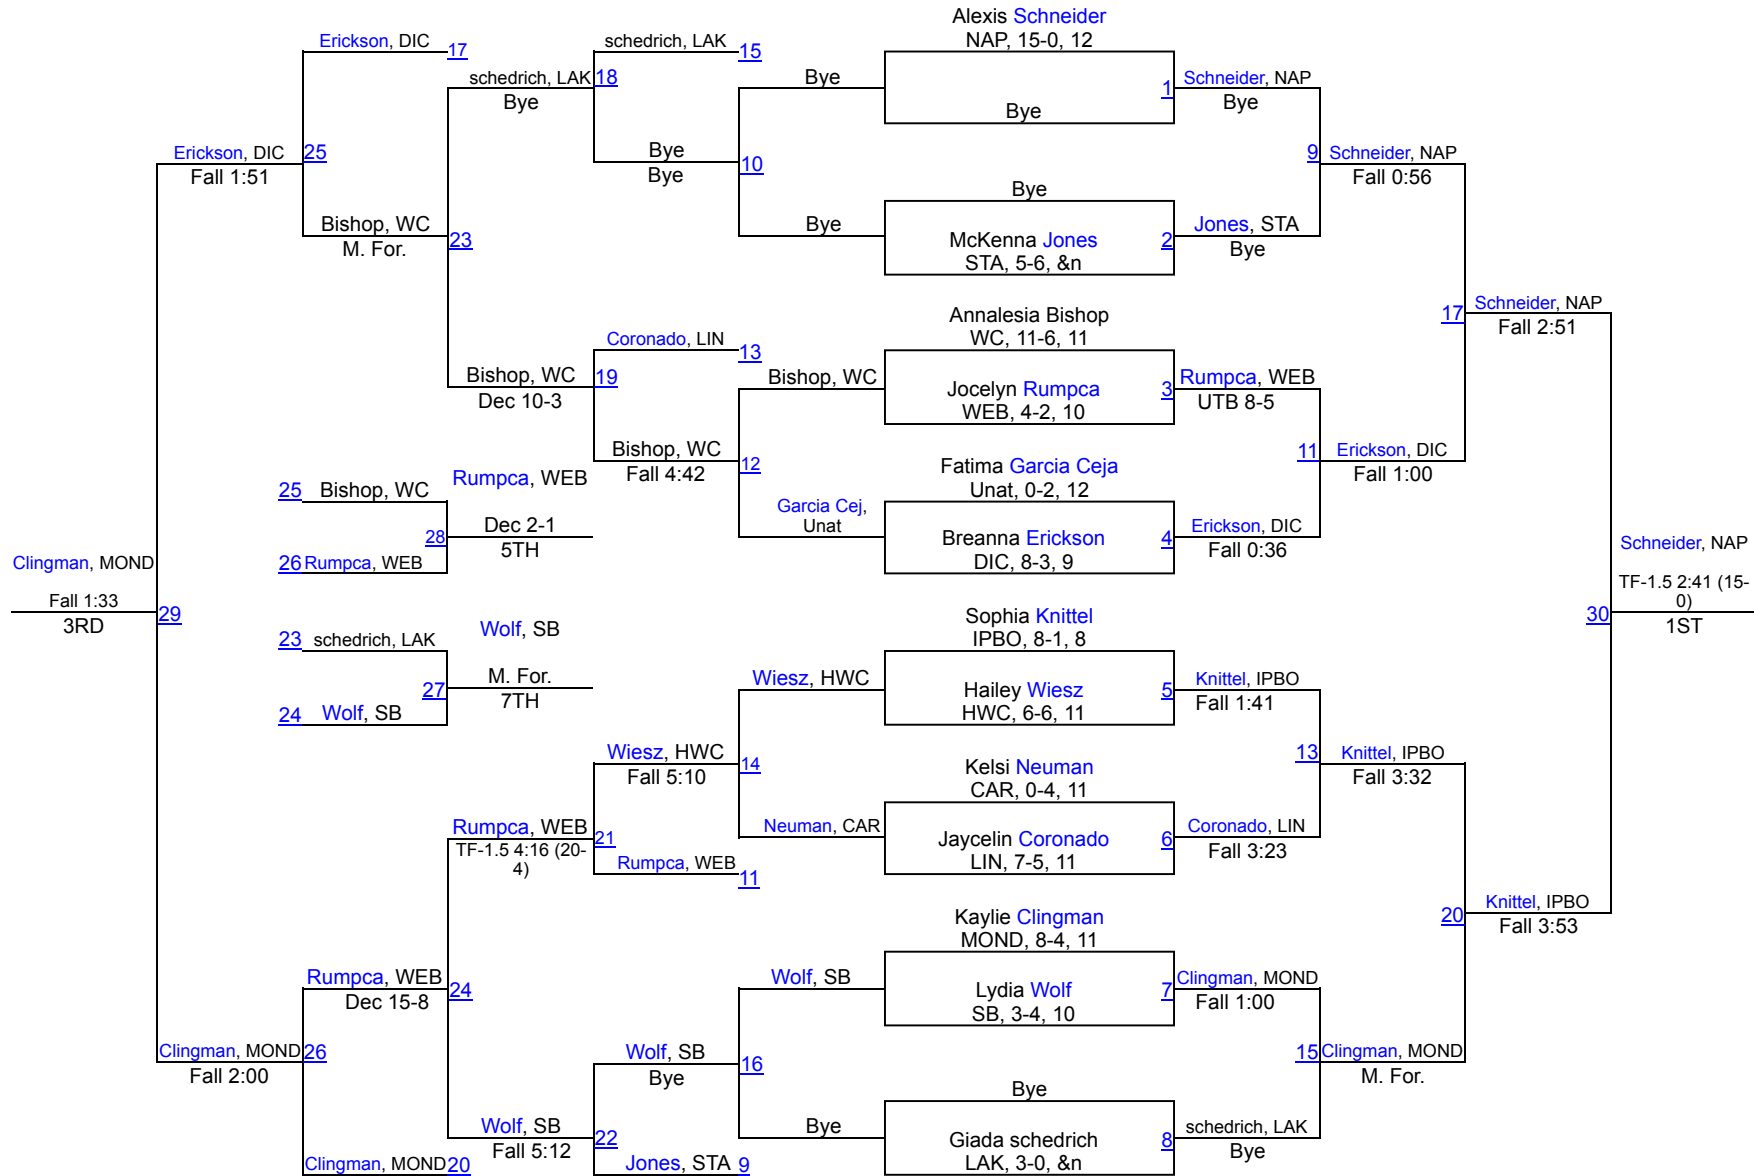 Alexis Schneider
NAP, 15-0, 12
Erickson, DIC
17
schedrich, LAK
15
schedrich, LAK
18
Bye
Bye
1
Schneider, NAP
Bye
Bye
Erickson, DIC
25
Fall 1:51
Bye
Bye
10
9
Schneider, NAP
Fall 0:56
Bye
Bishop, WC
M. For.
23
Bye
McKenna Jones
STA, 5-6, &n
2
Jones, STA
Bye
Annalesia Bishop
WC, 11-6, 11
17
Schneider, NAP
Fall 2:51
Coronado, LIN
13
Bishop, WC
19
Dec 10-3
Bishop, WC
Jocelyn Rumpca
WEB, 4-2, 10
3
Rumpca, WEB
UTB 8-5
Bishop, WC
Fall 4:42
12
Fatima Garcia Ceja
Unat, 0-2, 12
11
Erickson, DIC
Fall 1:00
25
Bishop, WC
Rumpca, WEB
Garcia Cej,
Unat
28
Dec 2-1
5TH
Breanna Erickson
DIC, 8-3, 9
4
Erickson, DIC
Fall 0:36
26
Rumpca, WEB
Clingman, MOND
Fall 1:33
3RD
29
Schneider, NAP
TF-1.5 2:41 (15-
0)
30
1ST
Sophia Knittel
IPBO, 8-1, 8
23
schedrich, LAK
Wolf, SB
27
M. For.
7TH
24
Wolf, SB
Wiesz, HWC
Hailey Wiesz
HWC, 6-6, 11
5
Knittel, IPBO
Fall 1:41
Wiesz, HWC
Fall 5:10
14
Kelsi Neuman
CAR, 0-4, 11
13
Knittel, IPBO
Fall 3:32
Rumpca, WEB
TF-1.5 4:16 (20-
4)
21
Neuman, CAR
Jaycelin Coronado
LIN, 7-5, 11
6
Coronado, LIN
Fall 3:23
Rumpca, WEB
11
Kaylie Clingman
MOND, 8-4, 11
20
Knittel, IPBO
Fall 3:53
Rumpca, WEB
Dec 15-8
24
Wolf, SB
Lydia Wolf
SB, 3-4, 10
7
Clingman, MOND
Fall 1:00
Clingman, MOND
26
Fall 2:00
Wolf, SB
Bye
16
15
Clingman, MOND
M. For.
Bye
Wolf, SB
Fall 5:12
22
Bye
Giada schedrich
LAK, 3-0, &n
8
schedrich, LAK
Bye
Clingman, MOND
20
Jones, STA
9